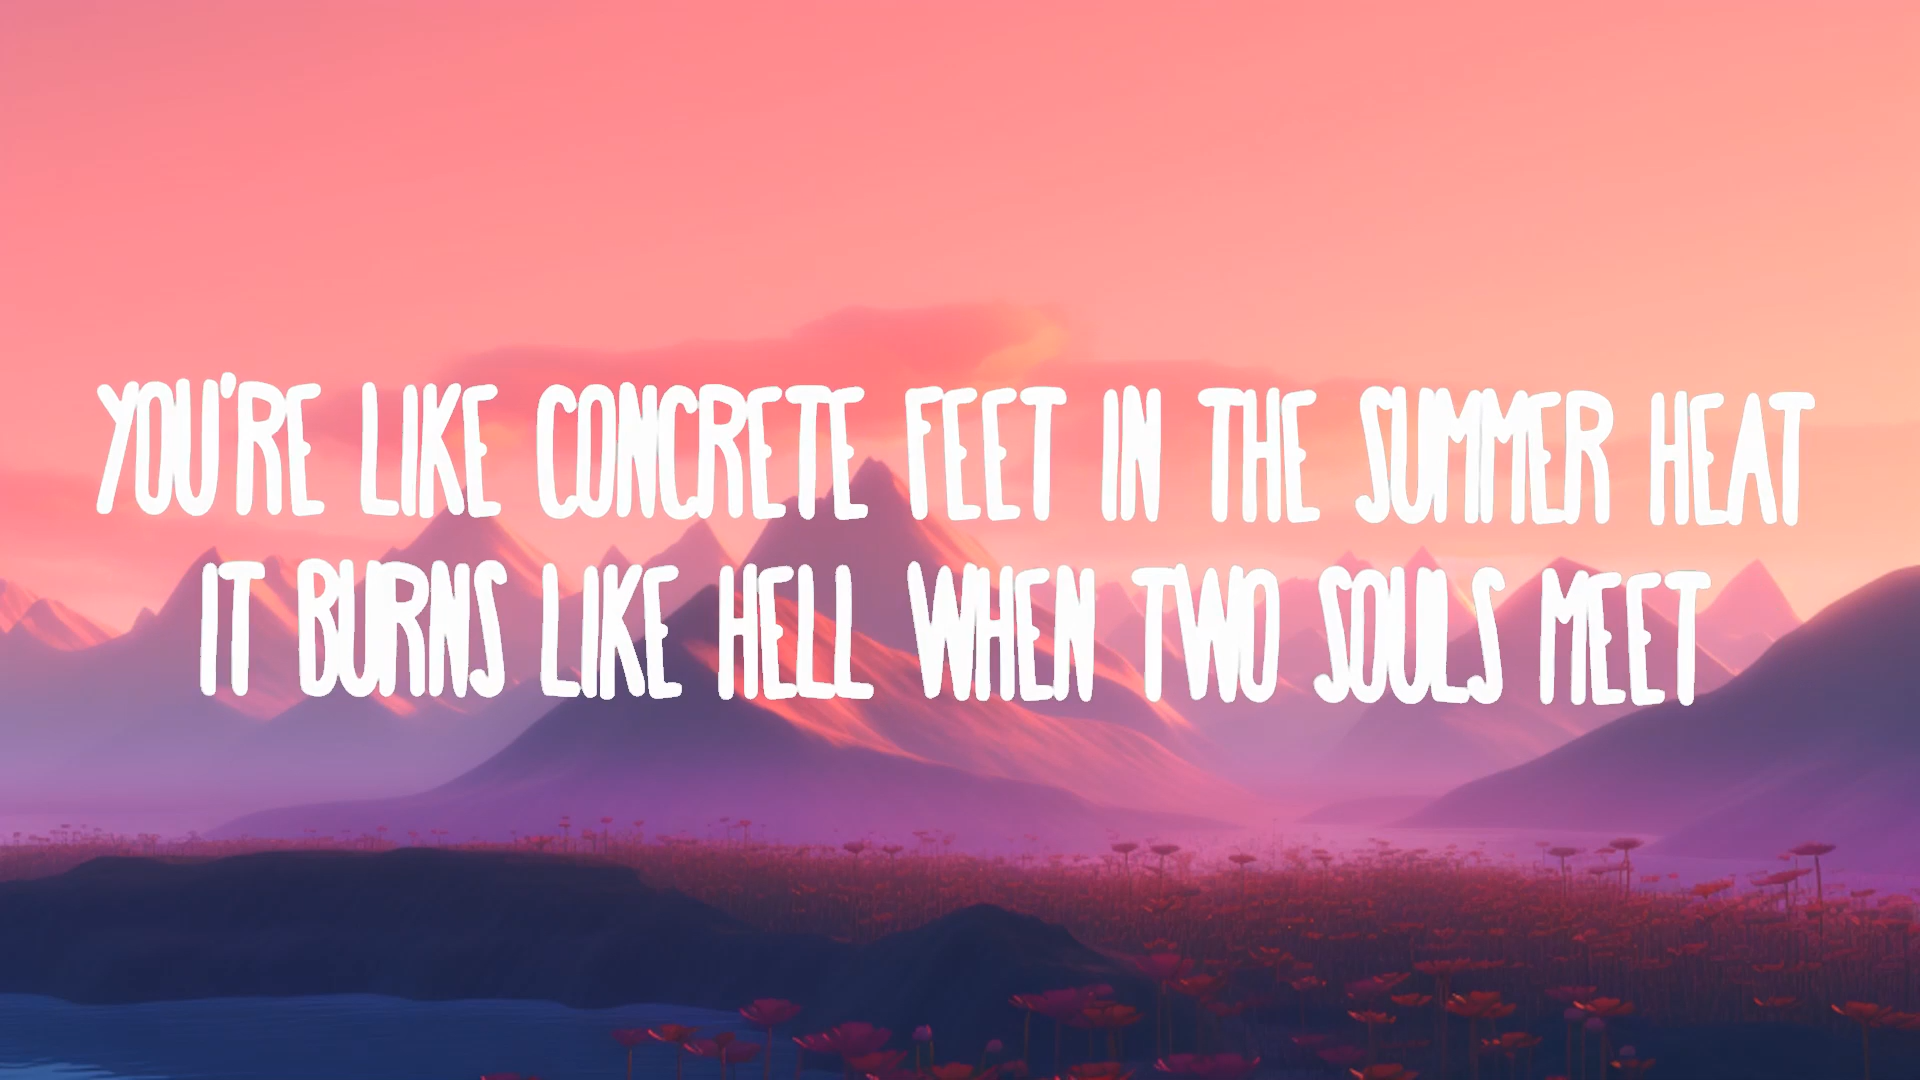 YOU'RE LIKE CONCRETE FEET IN THE SUMMER HEAT
IT BURNS LIKE HELL WHEN TWO SOULS MEET